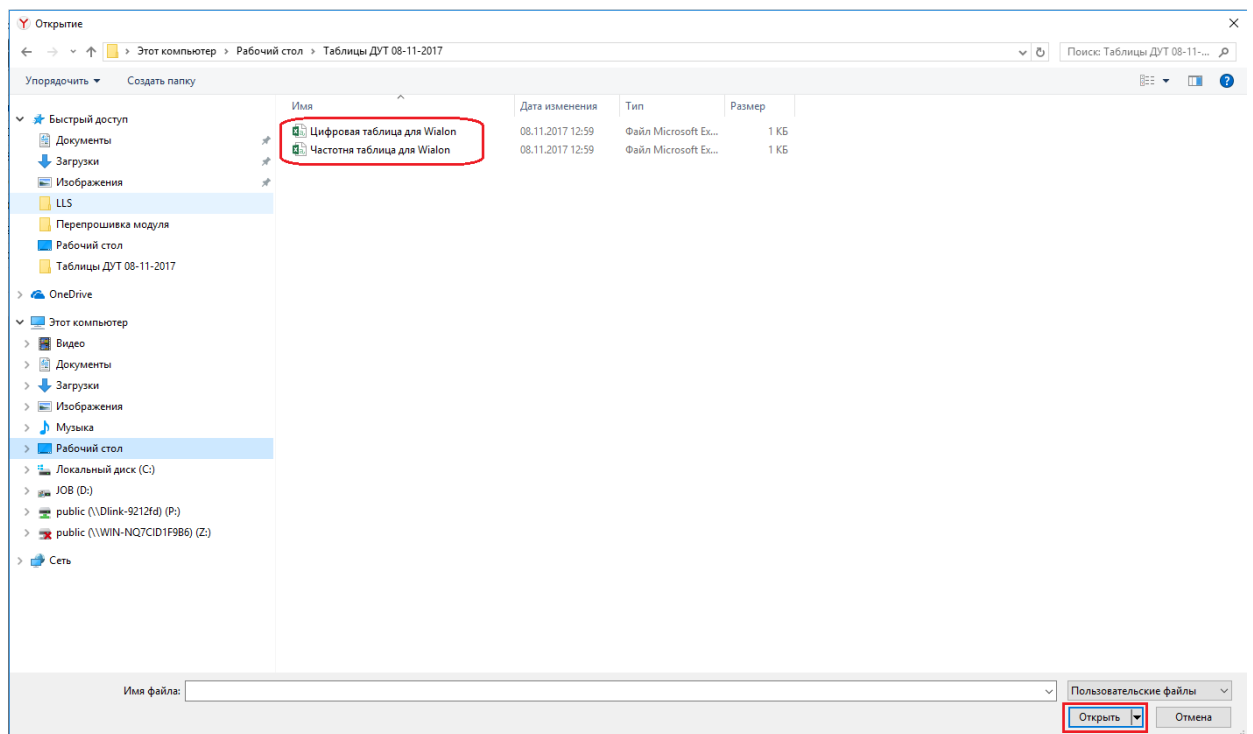 Открытие
Этот компьютер › Рабочий стол › Таблицы ДУТ 08-11-2017
Поиск: Таблицы ДУТ 08-11-...
Упорядочить
Создать папку
Имя
Дата изменения
Тип
Размер
Быстрый доступ
Документы
Загрузки
Изображения
LLS
Перепрошивка модуля
Рабочий стол
Таблицы ДУТ 08-11-2017
OneDrive
Этот компьютер
Видео
Документы
Загрузки
Изображения
Музыка
Рабочий стол
Локальный диск (C:)
JOB (D:)
public (\\Dlink-9212fd) (P:)
public (\\WIN-NQ7CID1F9B6) (Z:)
Сеть
Цифровая таблица для Wialon 08.11.2017 12:59 Файл Microsoft Ex... 1 КБ
Частотня таблица для Wialon 08.11.2017 12:59 Файл Microsoft Ex... 1 КБ
Имя файла:
Пользовательские файлы
Открыть
Отмена